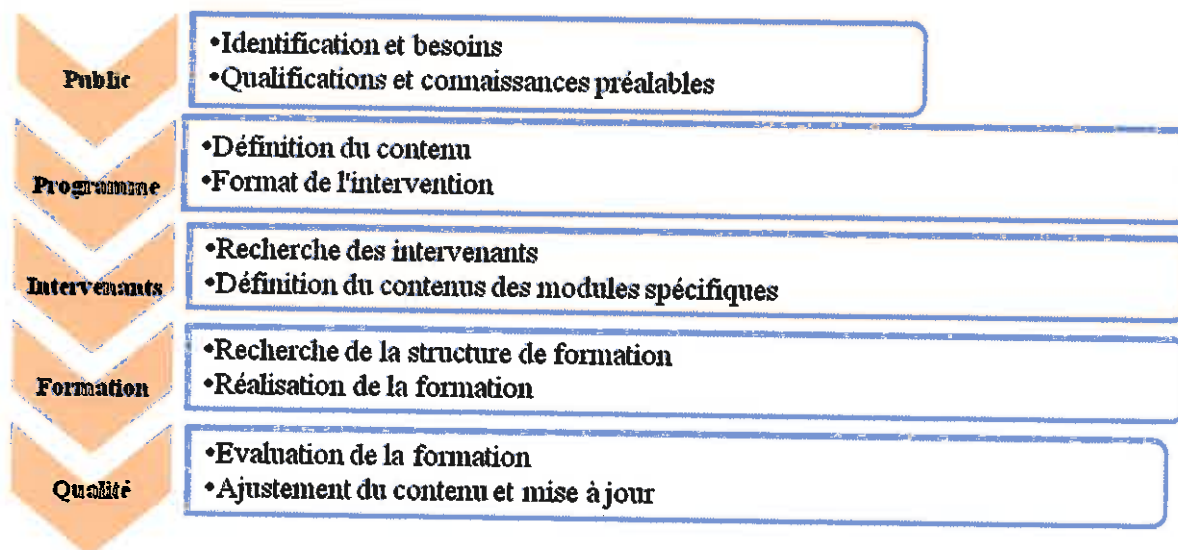 Public
•Identification et besoins
•Qualifications et connaissances préalables
Programme
•Définition du contenu
•Format de l'intervention
Intervenants
•Recherche des intervenants
•Définition du contenus des modules spécifiques
Formation
•Recherche de la structure de formation
•Réalisation de la formation
Qualité
•Evaluation de la formation
•Ajustement du contenu et mise à jour